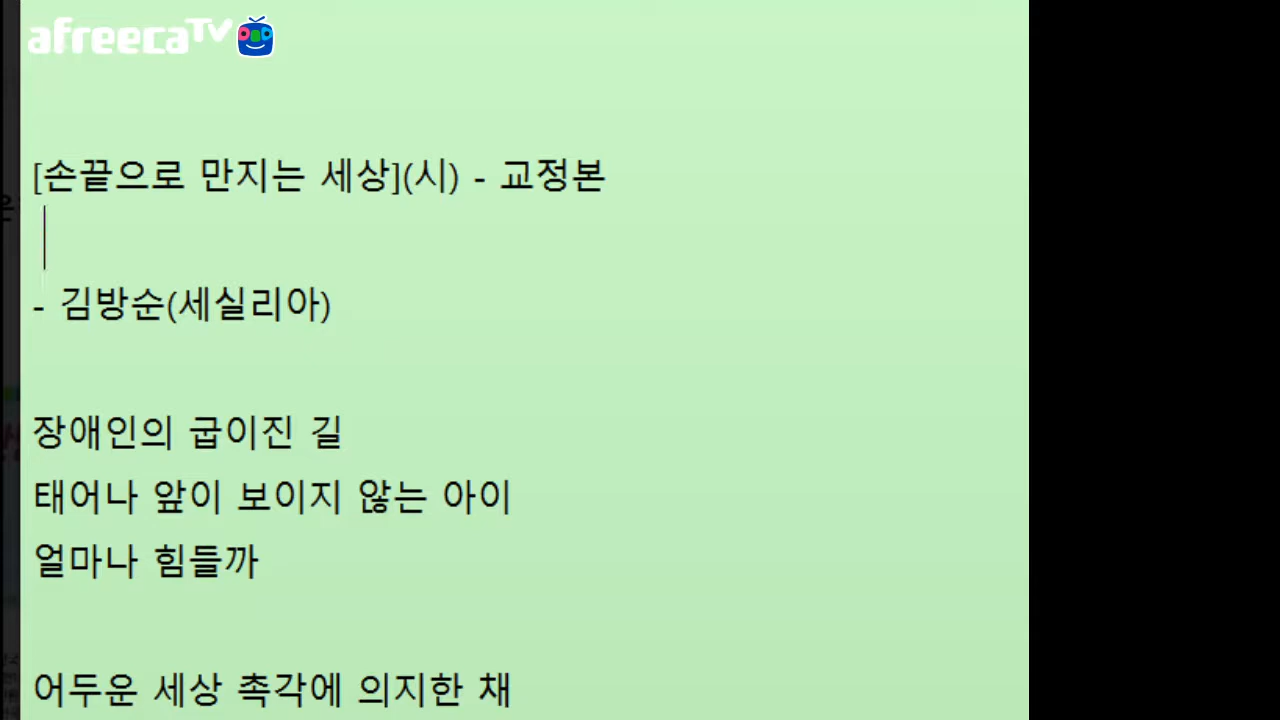 afreecaTV
[손끝으로 만지는 세상](시) - 교정본
- 김방순(세실리아)
장애인의 굽이진 길
태어나 앞이 보이지 않는 아이
얼마나 힘들까
어두운 세상 촉각에 의지한 채